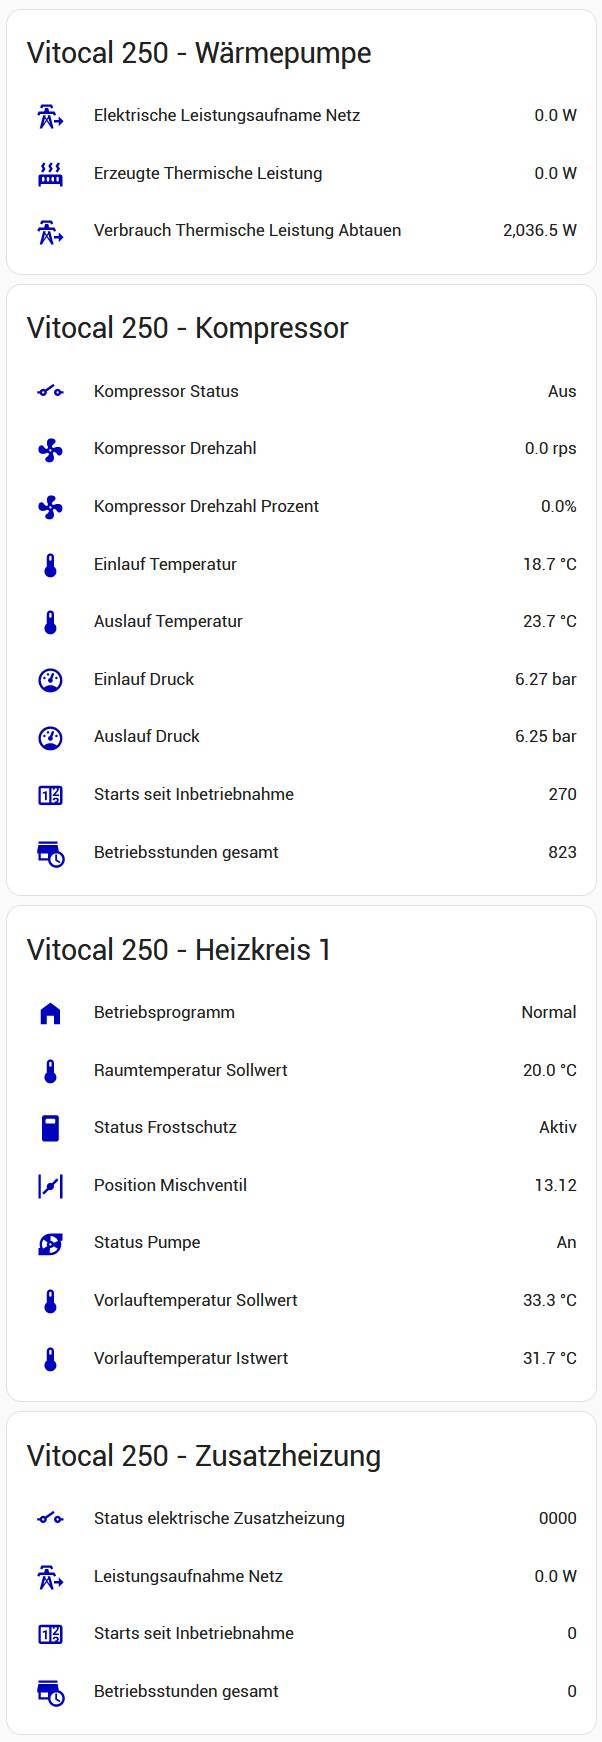 Vitocal 250 - Wärmepumpe
Elektrische Leistungsaufname Netz 0.0 W
Erzeugte Thermische Leistung 0.0 W
Verbrauch Thermische Leistung Abtauen 2,036.5 W
Vitocal 250 - Kompressor
Kompressor Status Aus
Kompressor Drehzahl 0.0 rps
Kompressor Drehzahl Prozent 0.0%
Einlauf Temperatur 18.7 °C
Auslauf Temperatur 23.7 °C
Einlauf Druck 6.27 bar
Auslauf Druck 6.25 bar
Starts seit Inbetriebnahme 270
Betriebsstunden gesamt 823
Vitocal 250 - Heizkreis 1
Betriebsprogramm Normal
Raumtemperatur Sollwert 20.0 °C
Status Frostschutz Aktiv
Position Mischventil 13.12
Status Pumpe An
Vorlauftemperatur Sollwert 33.3 °C
Vorlauftemperatur Istwert 31.7 °C
Vitocal 250 - Zusatzheizung
Status elektrische Zusatzheizung 0000
Leistungsaufnahme Netz 0.0 W
Starts seit Inbetriebnahme 0
Betriebsstunden gesamt 0